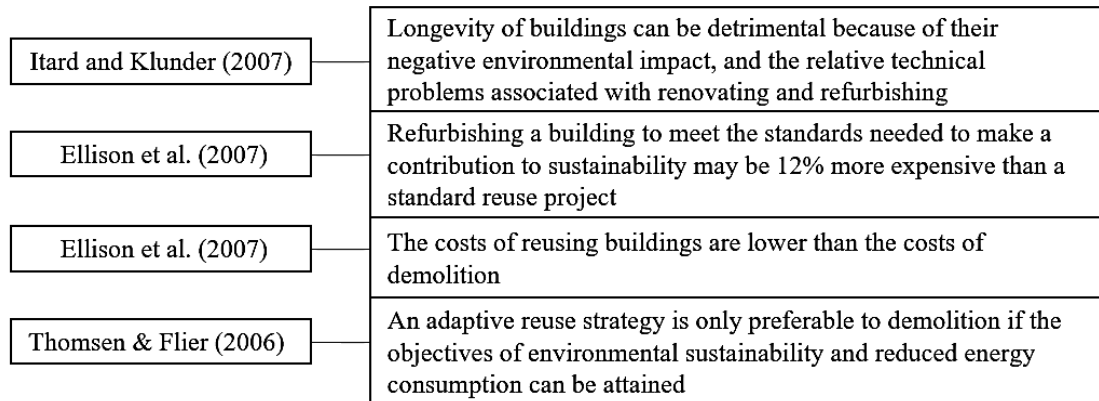 Itard and Klunder (2007)
Longevity of buildings can be detrimental because of their
negative environmental impact, and the relative technical
problems associated with renovating and refurbishing
Ellison et al. (2007)
Refurbishing a building to meet the standards needed to make a
contribution to sustainability may be 12% more expensive than a
standard reuse project
Ellison et al. (2007)
The costs of reusing buildings are lower than the costs of
demolition
Thomsen & Flier (2006)
An adaptive reuse strategy is only preferable to demolition if the
objectives of environmental sustainability and reduced energy
consumption can be attained